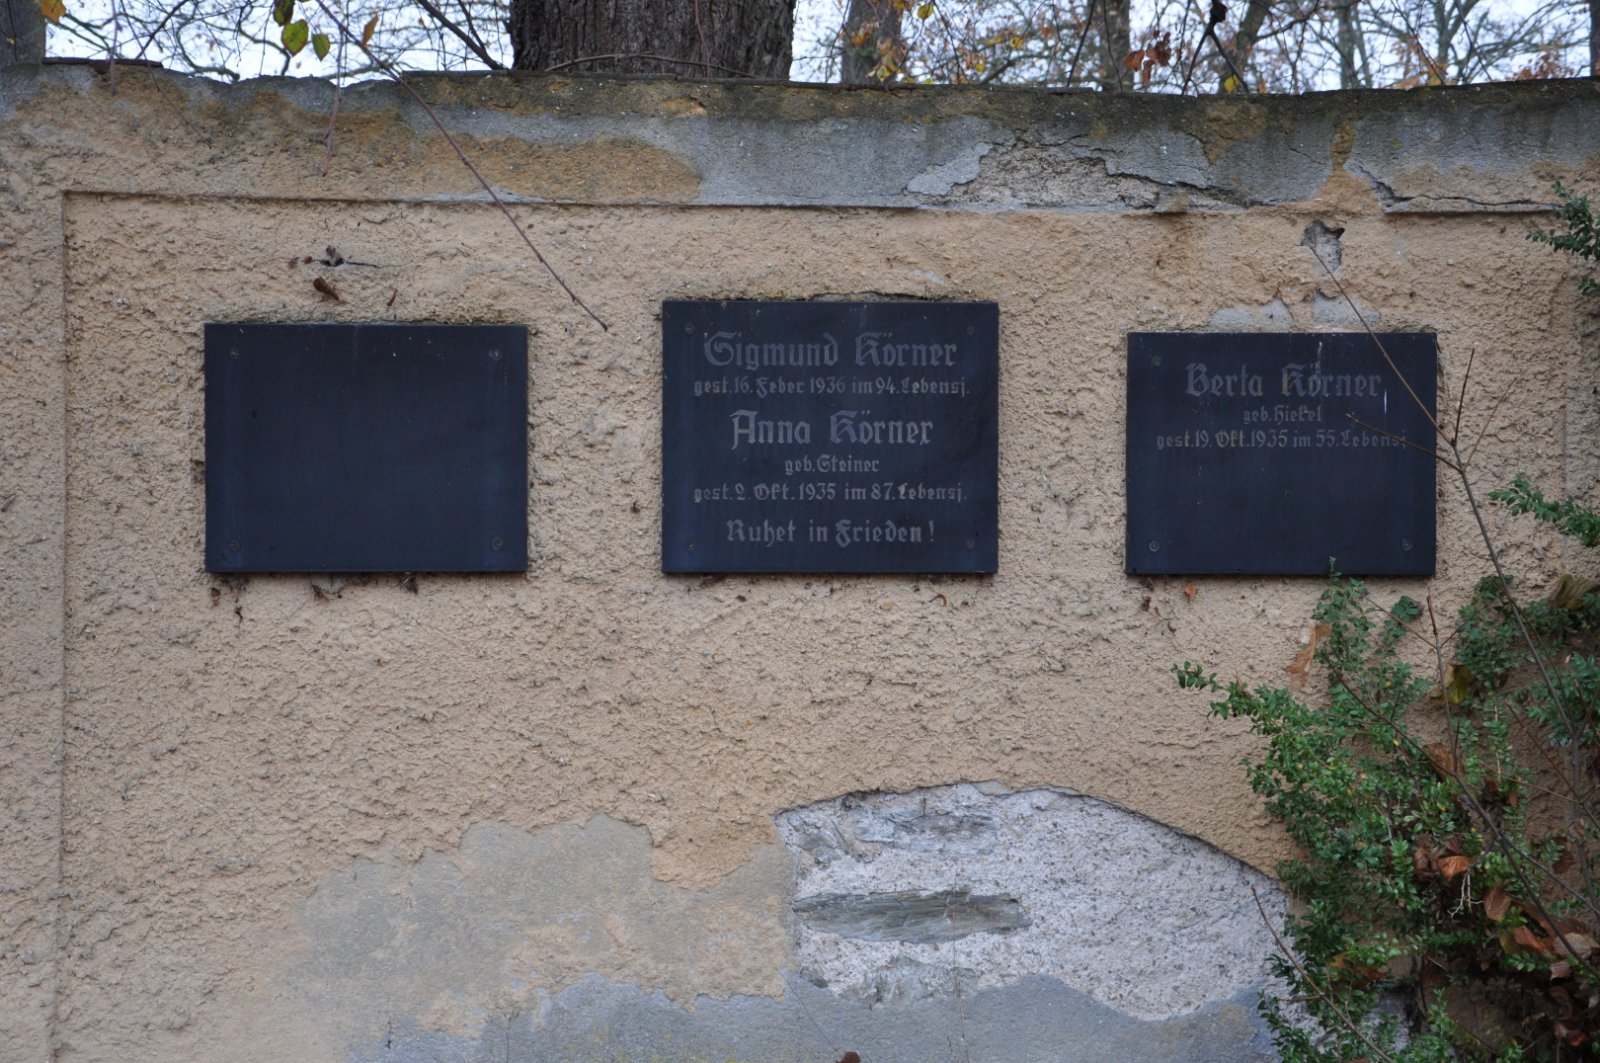 Sigmund Körner
gest. 16. Feber 1936 im 94. Lebensj.
Anna Körner
geb. Steiner
gest. 2. Okt. 1935 im 87. Lebensj.
Ruhet in Frieden!
Berta Körner
geb. Hiekel
gest. 19. Okt. 1935 im 55. Lebensj.